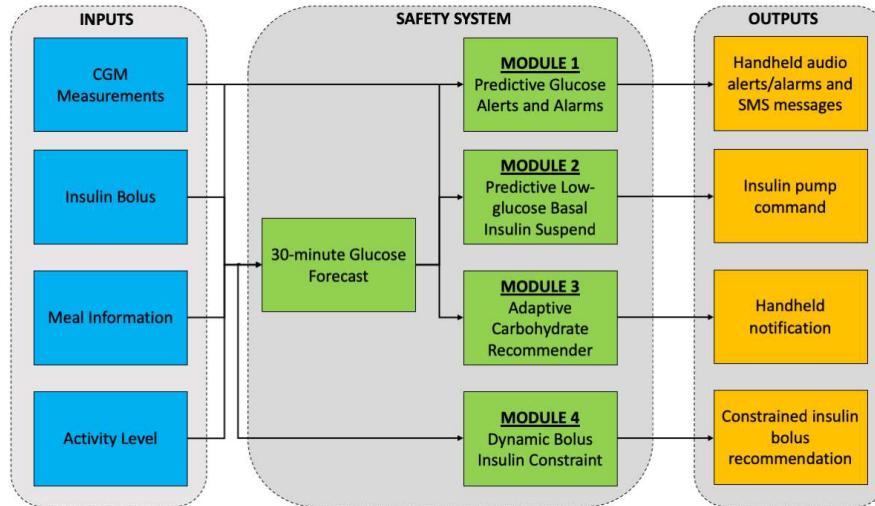 INPUTS
CGM
Measurements
Insulin Bolus
Meal Information
Activity Level
SAFETY SYSTEM
30-minute Glucose
Forecast
MODULE 1
Predictive Glucose
Alerts and Alarms
MODULE 2
Predictive Low-
glucose Basal
Insulin Suspend
MODULE 3
Adaptive
Carbohydrate
Recommender
MODULE 4
Dynamic Bolus
Insulin Constraint
OUTPUTS
Handheld audio
alerts/alarms and
SMS messages
Insulin pump
command
Handheld
notification
Constrained insulin
bolus
recommendation